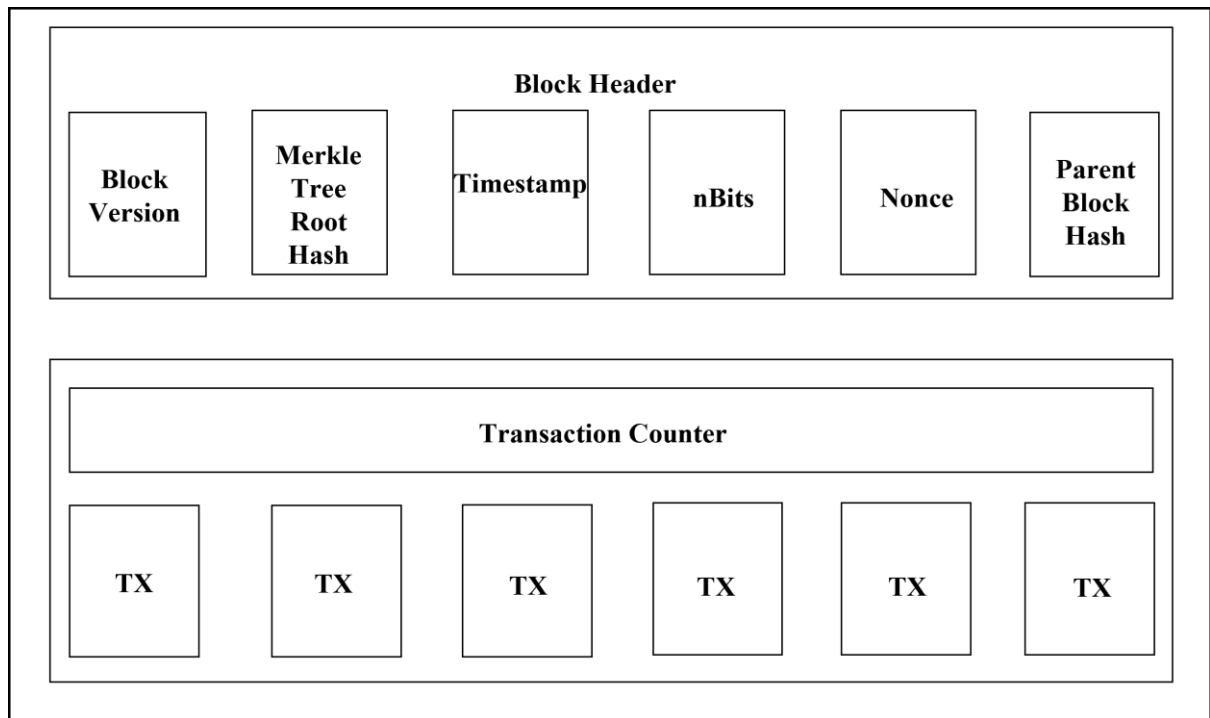 Block Header
Block
Version
Merkle
Tree
Root
Hash
Timestamp
nBits
Nonce
Parent
Block
Hash
Transaction Counter
TX
TX
TX
TX
TX
TX